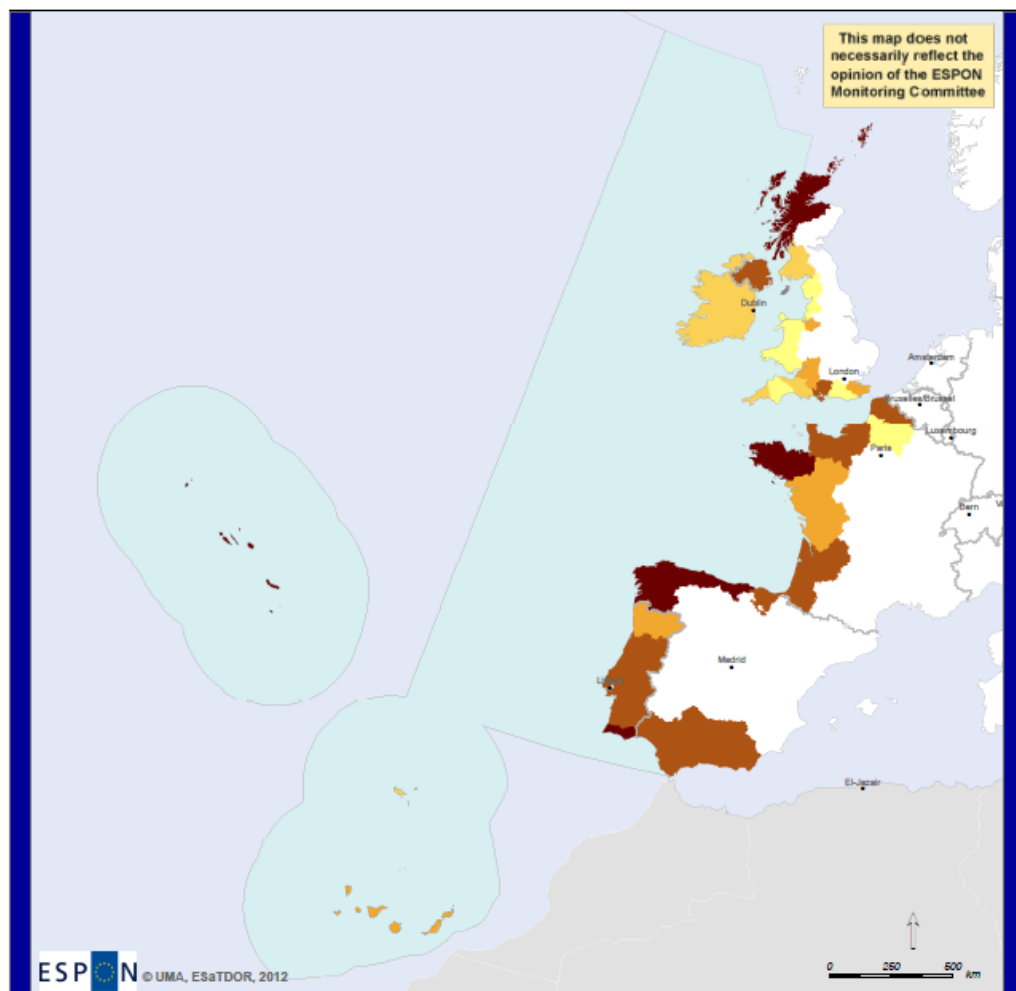 This map does not
necessarily reflect the
opinion of the ESPON
Monitoring Committee
Dublin
Amsterdam
London
Bruxelles/Brussel
Luxembourg
Paris
Bern
Madrid
El-Jazair
ESPON © UMA, ESaTDOR, 2012
0 250 500
km